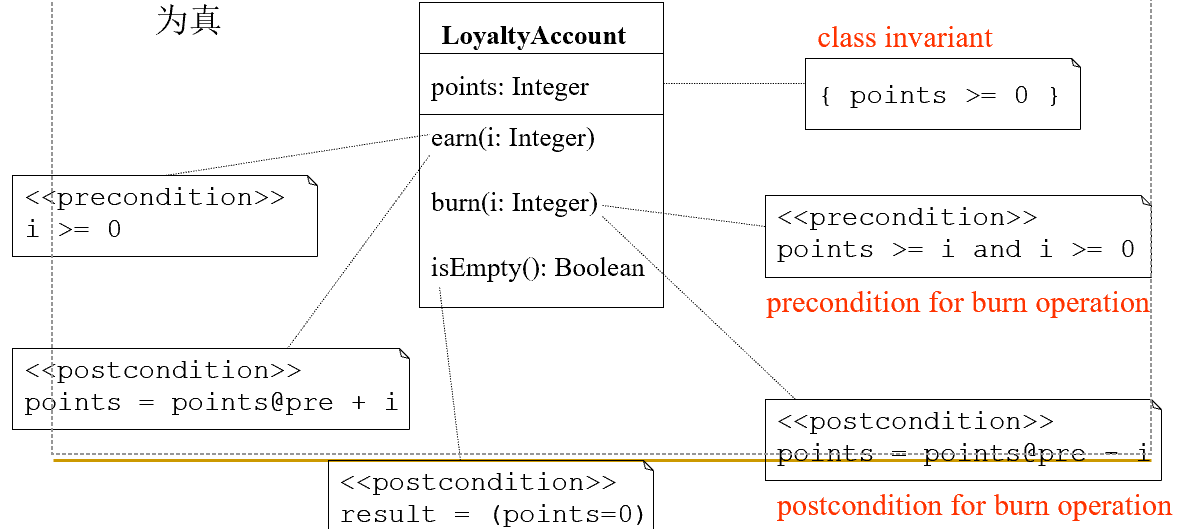 为真
LoyaltyAccount
points: Integer
earn(i: Integer)
burn(i: Integer)
isEmpty(): Boolean
class invariant
{ points >= 0 }
<<precondition>>
i >= 0
<<precondition>>
points >= i and i >= 0
precondition for burn operation
<<postcondition>>
points = points@pre + i
<<postcondition>>
points = points@pre - i
postcondition for burn operation
<<postcondition>>
result = (points=0)